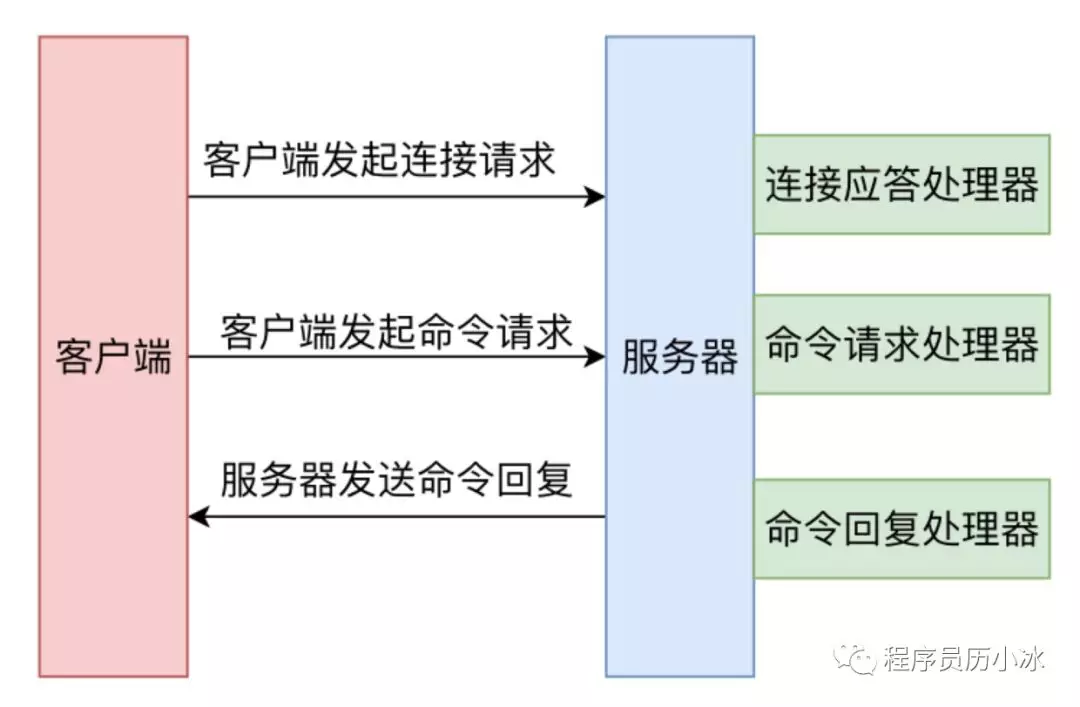 客户端发起连接请求
连接应答处理器
客户端发起命令请求
客户端
服务器
命令请求处理器
服务器发送命令回复
命令回复处理器
程序员历小冰